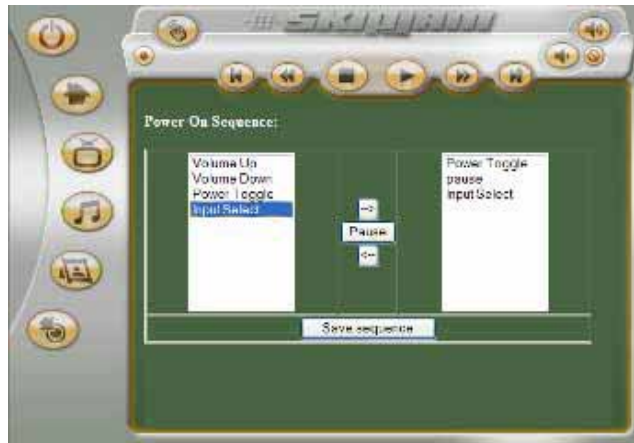 SKIPJAM
Power On Sequence:
Volume Up
Volume Down
Power Toggle
Input Select
-->
Pause
<--
Power Toggle
pause
Input Select
Save sequence